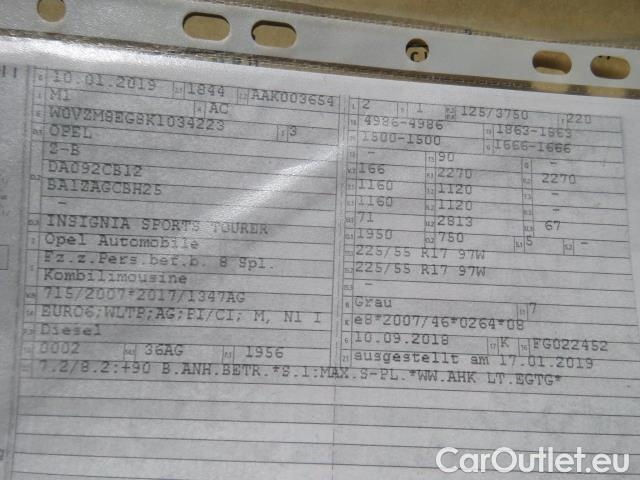 10.01.2019 1844 AAK003654
M1 AC
W0VZM8EG8K1034223 3
OPEL
Z-B
DA092CB12
BA1ZAGCBH25
-
INSIGNIA SPORTS TOURER
Opel Automobile
Fz.z.Pers.bef.b. 8 Spl.
Kombilimousine
715/2007*2017/1347AG
EURO6;WLTP;AG;PI/CI; M, N1 I
Diesel
0002 36AG 1956
2 1 125/3750 220
4986-4986 1863-1863
1500-1500 1666-1666
- 90 -
166 2270 2270
1160 1120 -
1160 1120 -
71 2813 67
1950 750 5 -
225/55 R17 97W
225/55 R17 97W
-
Grau 7
e8*2007/46*0264*08
10.09.2018 K FG022452
ausgestellt am 17.01.2019
7.2/8.2:+90 B.ANH.BETR.*S.1:MAX.S-PL.*WW.AHK LT.EGTG*
CarOutlet.eu